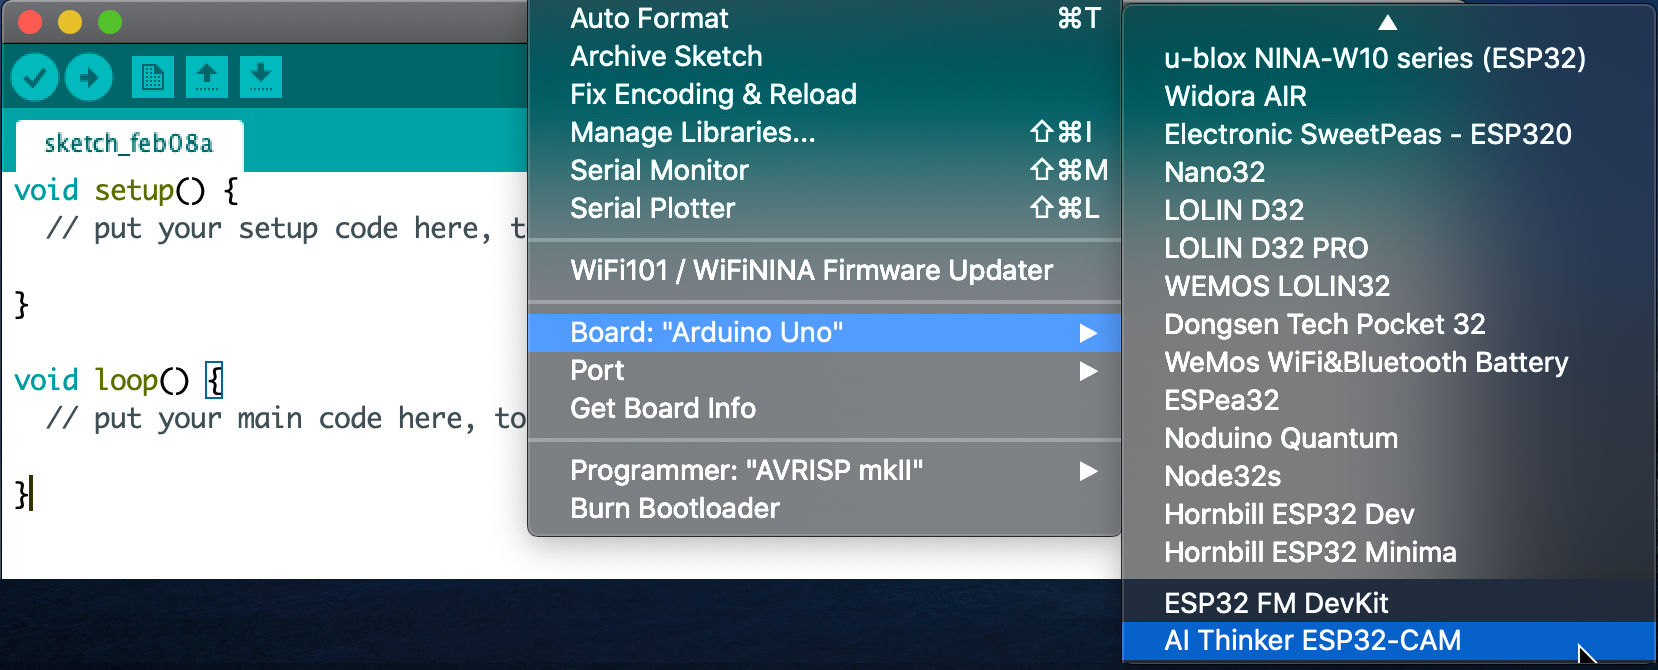 sketch_feb08a
void setup() {
// put your setup code here, t
}
void loop() {
// put your main code here, to
}
Auto Format ⌘T
Archive Sketch
Fix Encoding & Reload
Manage Libraries... ⇧⌘I
Serial Monitor ⇧⌘M
Serial Plotter ⇧⌘L
WiFi101 / WiFiNINA Firmware Updater
Board: "Arduino Uno"
Port
Get Board Info
Programmer: "AVRISP mkII"
Burn Bootloader
u-blox NINA-W10 series (ESP32)
Widora AIR
Electronic SweetPeas - ESP320
Nano32
LOLIN D32
LOLIN D32 PRO
WEMOS LOLIN32
Dongsen Tech Pocket 32
WeMos WiFi&Bluetooth Battery
ESPea32
Noduino Quantum
Node32s
Hornbill ESP32 Dev
Hornbill ESP32 Minima
ESP32 FM DevKit
AI Thinker ESP32-CAM